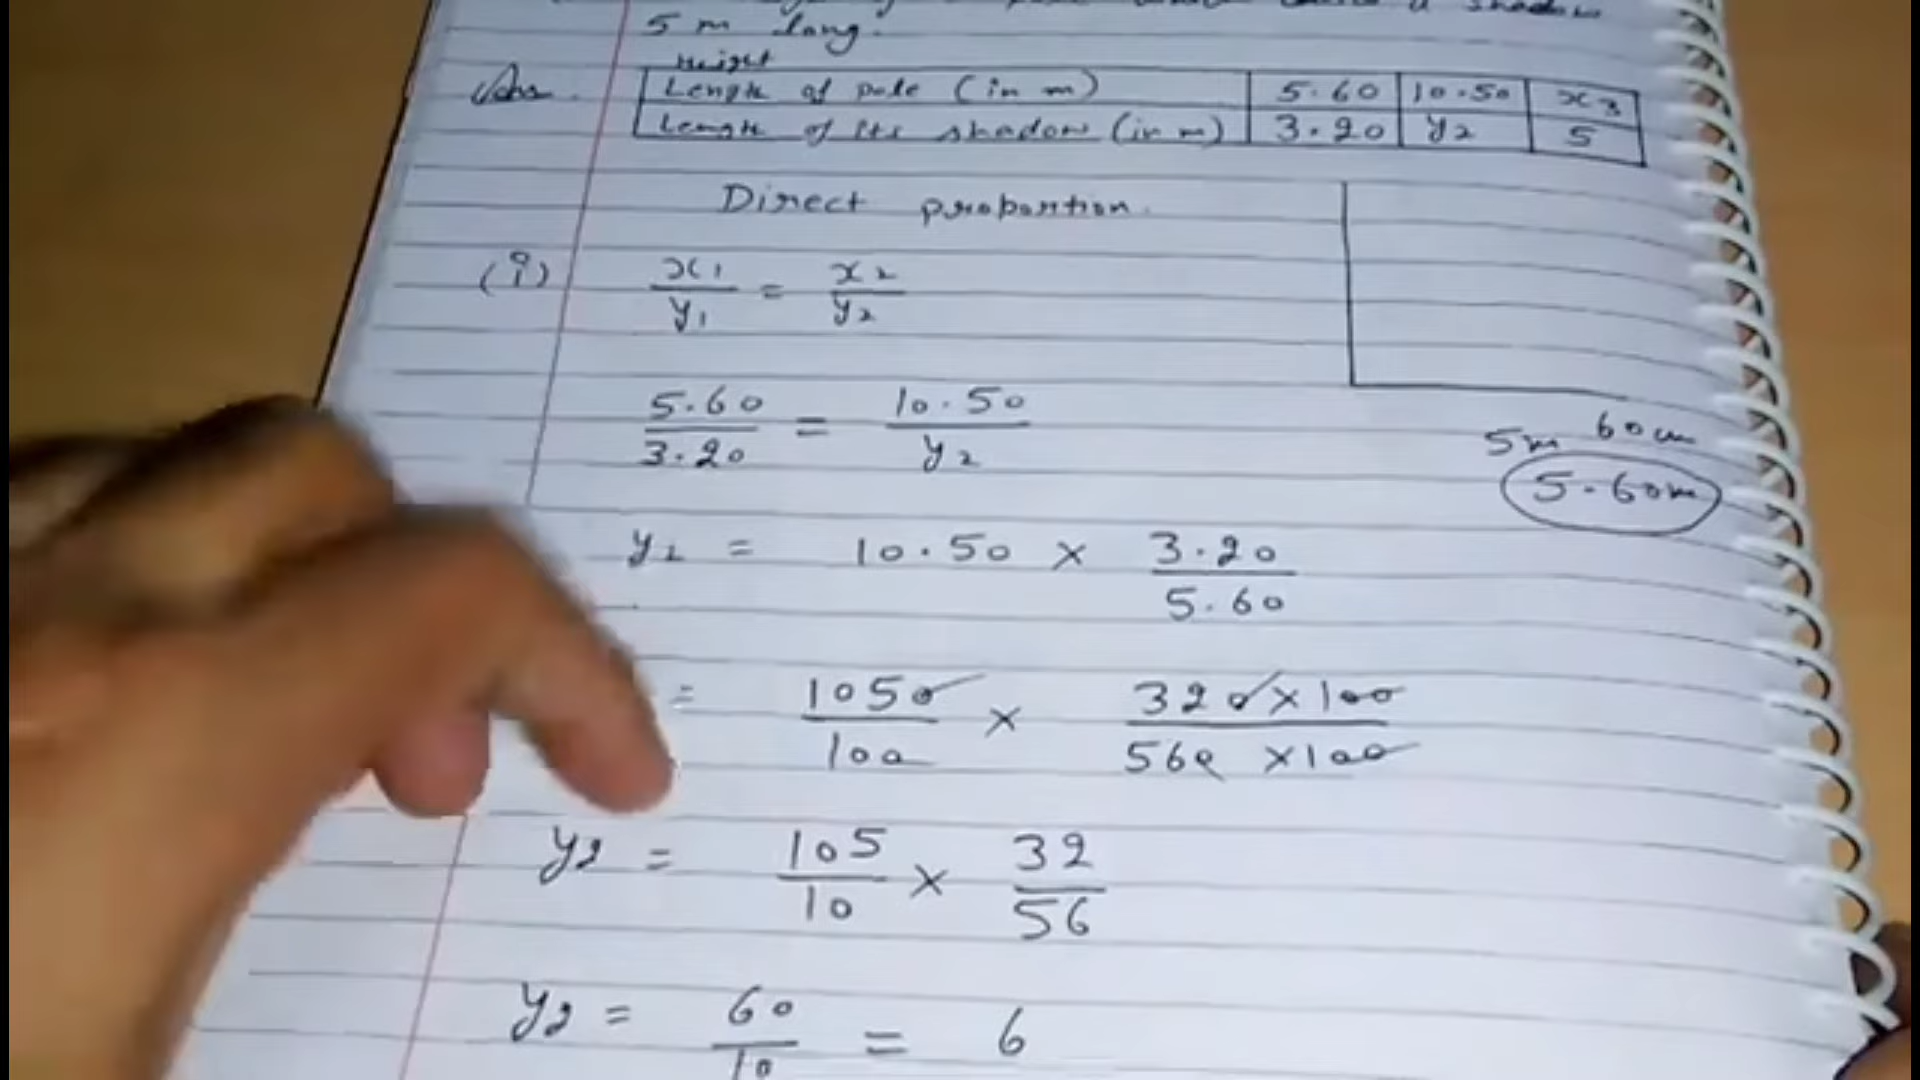 a shadow
5 m long.
Height
Ans. Length of pole (in m) 5.60 10.50 x3
Length of its shadow (in m) 3.20 y2 5
Direct proportion.
(i) x1/y1 = x2/y2
5.60/3.20 = 10.50/y2
5m 60cm
5.60m
y2 = 10.50 × 3.20/5.60
= 1050/100 × 320×100/560×100
y2 = 105/10 × 32/56
y2 = 60/10 = 6